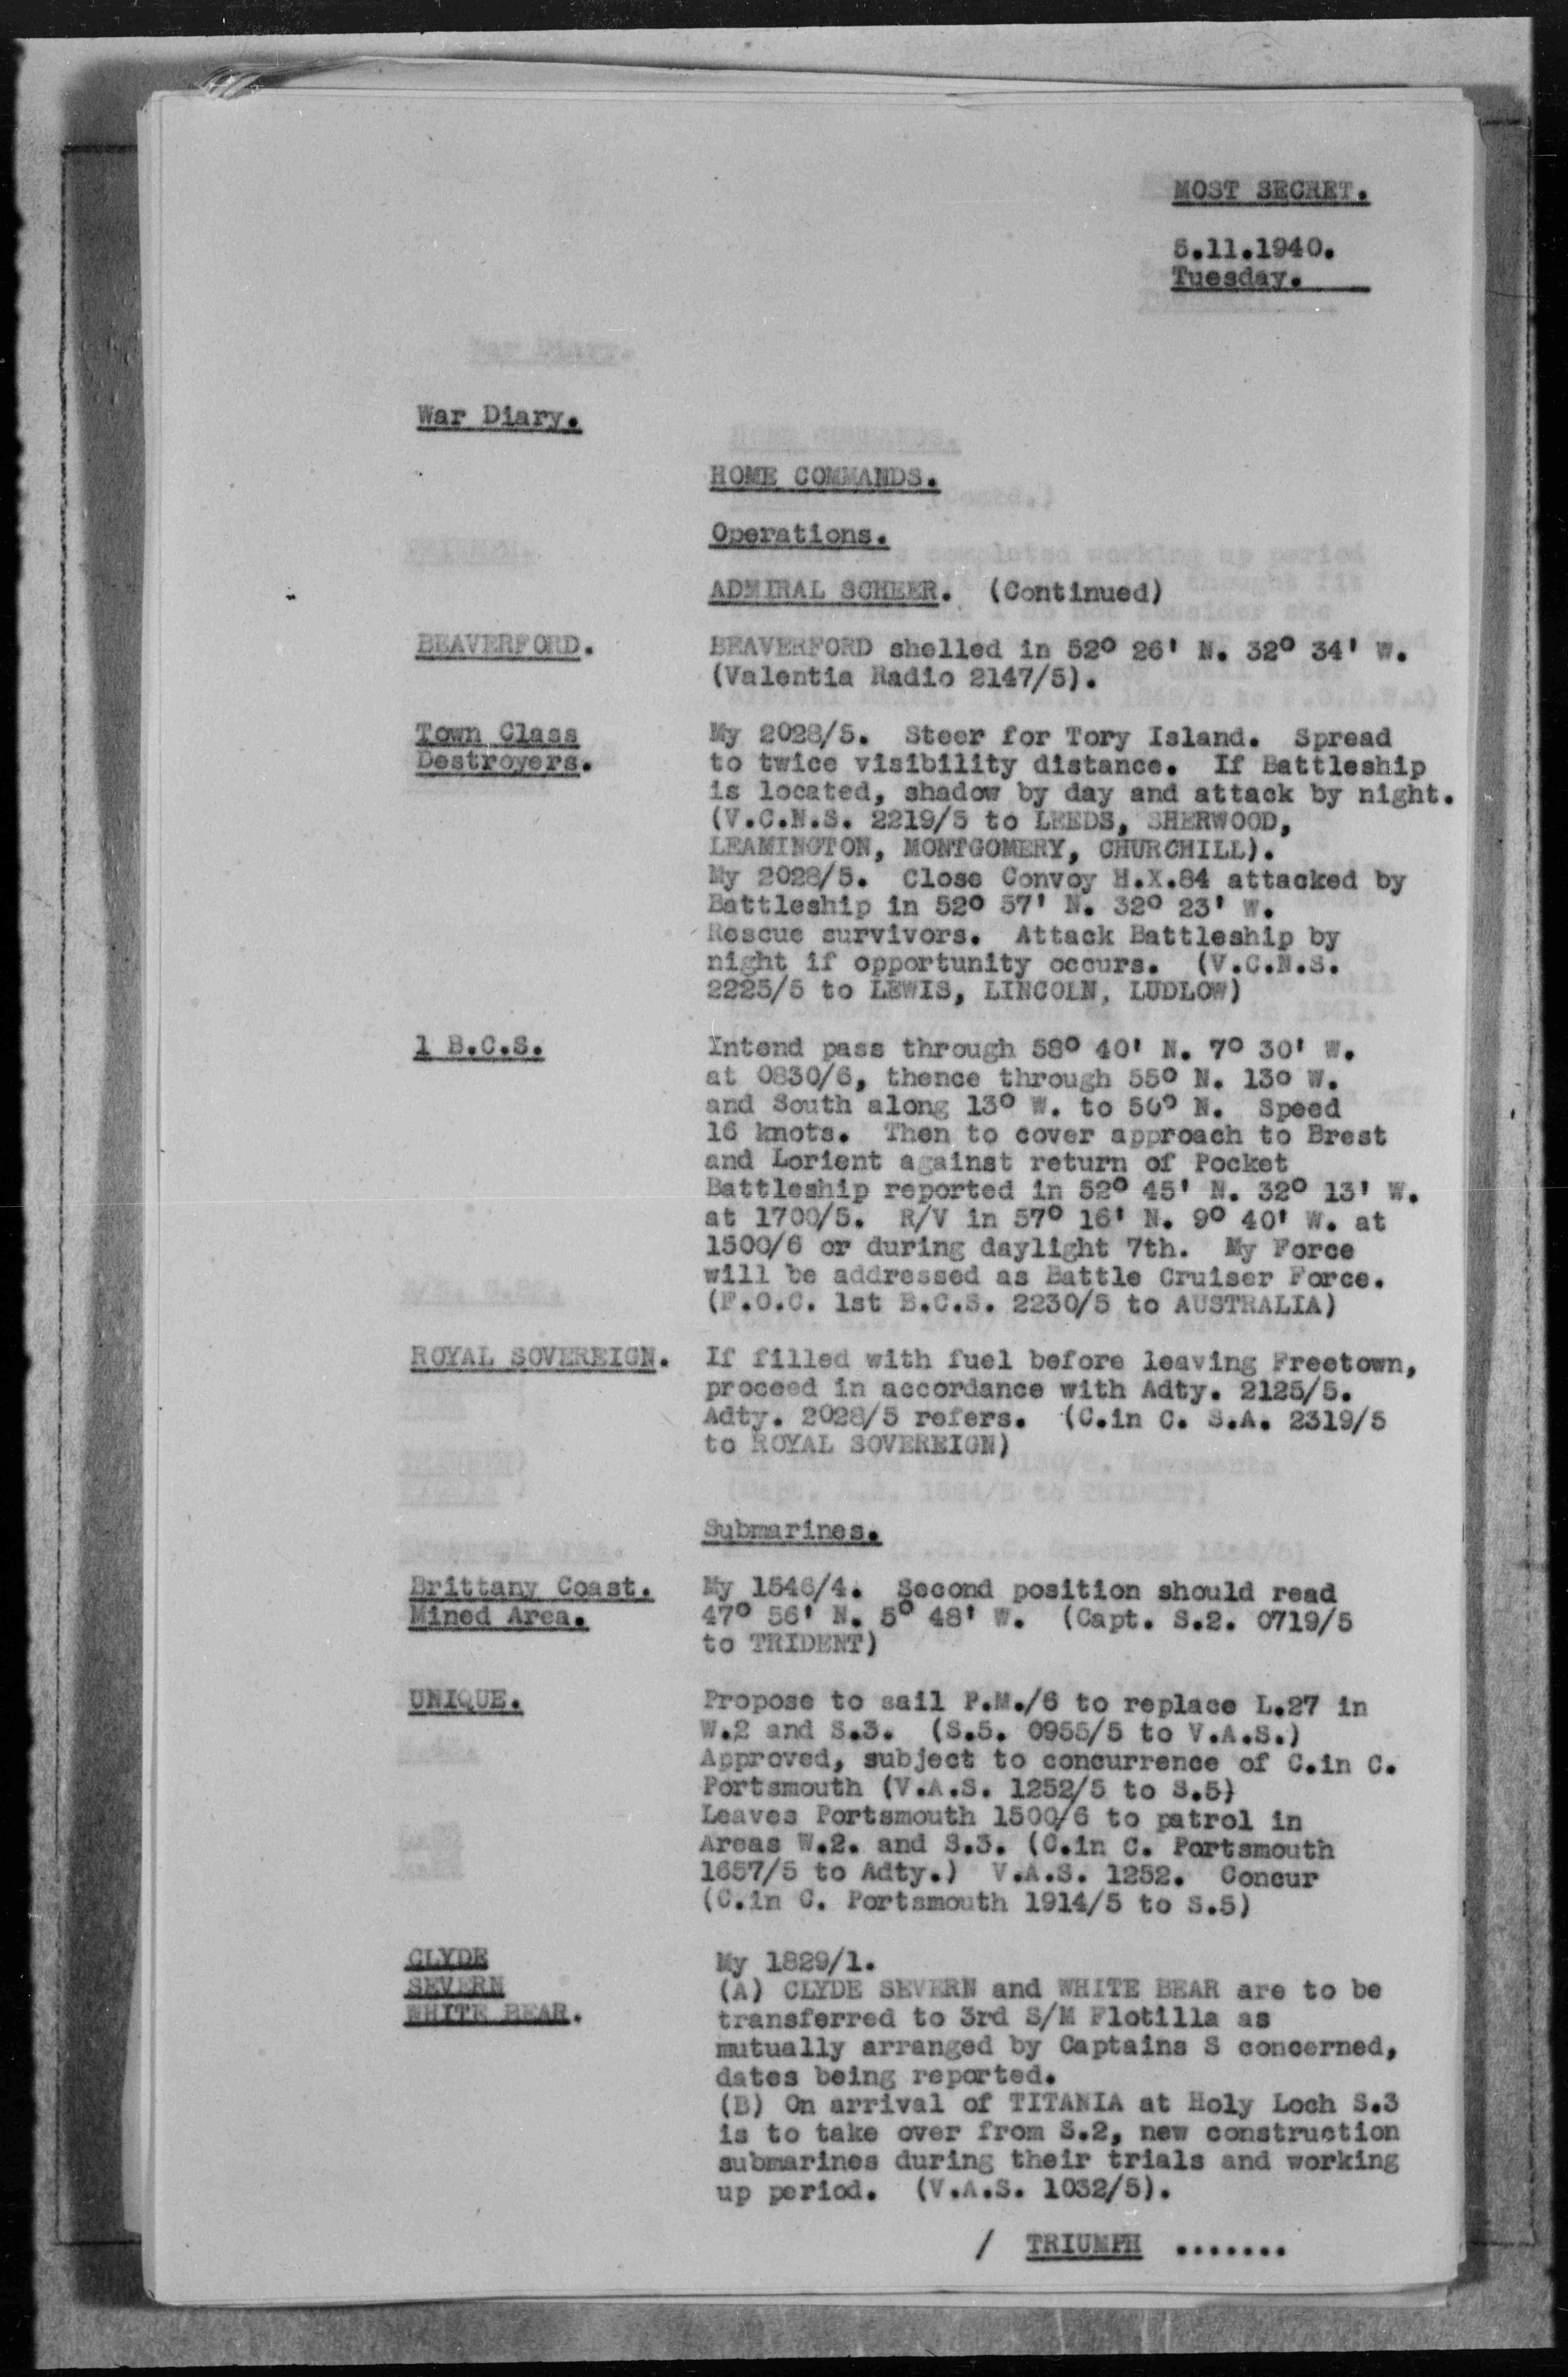 MOST SECRET.
5.11.1940.
Tuesday.
War Diary.
HOME COMMANDS.
Operations.
ADMIRAL SCHEER. (Continued)
BEAVERFORD. BEAVERFORD shelled in 52° 26' N. 32° 34' W.
(Valentia Radio 2147/5).
Town Class My 2028/5. Steer for Tory Island. Spread
Destroyers. to twice visibility distance. If Battleship
is located, shadow by day and attack by night.
(V.C.N.S. 2219/5 to LEEDS, SHERWOOD,
LEAMINGTON, MONTGOMERY, CHURCHILL).
My 2028/5. Close Convoy H.X.84 attacked by
Battleship in 52° 57' N. 32° 23' W.
Rescue survivors. Attack Battleship by
night if opportunity occurs. (V.C.N.S.
2225/5 to LEWIS, LINCOLN, LUDLOW)
1 B.C.S. Intend pass through 58° 40' N. 7° 30' W.
at 0830/6, thence through 55° N. 13° W.
and South along 13° W. to 50° N. Speed
16 knots. Then to cover approach to Brest
and Lorient against return of Pocket
Battleship reported in 52° 45' N. 32° 13' W.
at 1700/5. R/V in 57° 16' N. 9° 40' W. at
1500/6 or during daylight 7th. My Force
will be addressed as Battle Cruiser Force.
(F.O.C. 1st B.C.S. 2230/5 to AUSTRALIA)
ROYAL SOVEREIGN. If filled with fuel before leaving Freetown,
proceed in accordance with Adty. 2125/5.
Adty. 2028/5 refers. (C.in C. S.A. 2319/5
to ROYAL SOVEREIGN)
Submarines.
Brittany Coast. My 1546/4. Second position should read
Mined Area. 47° 56' N. 5° 48' W. (Capt. S.2. 0719/5
to TRIDENT)
UNIQUE. Propose to sail P.M./6 to replace L.27 in
W.2 and S.3. (S.5. 0955/5 to V.A.S.)
Approved, subject to concurrence of C.in C.
Portsmouth (V.A.S. 1252/5 to S.5)
Leaves Portsmouth 1500/6 to patrol in
Areas W.2. and S.3. (C.in C. Portsmouth
1657/5 to Adty.) V.A.S. 1252. Concur
(C.in C. Portsmouth 1914/5 to S.5)
CLYDE My 1829/1.
SEVERN (A) CLYDE SEVERN and WHITE BEAR are to be
WHITE BEAR. transferred to 3rd S/M Flotilla as
mutually arranged by Captains S concerned,
dates being reported.
(B) On arrival of TITANIA at Holy Loch S.3
is to take over from S.2, new construction
submarines during their trials and working
up period. (V.A.S. 1032/5).
/ TRIUMPH .......